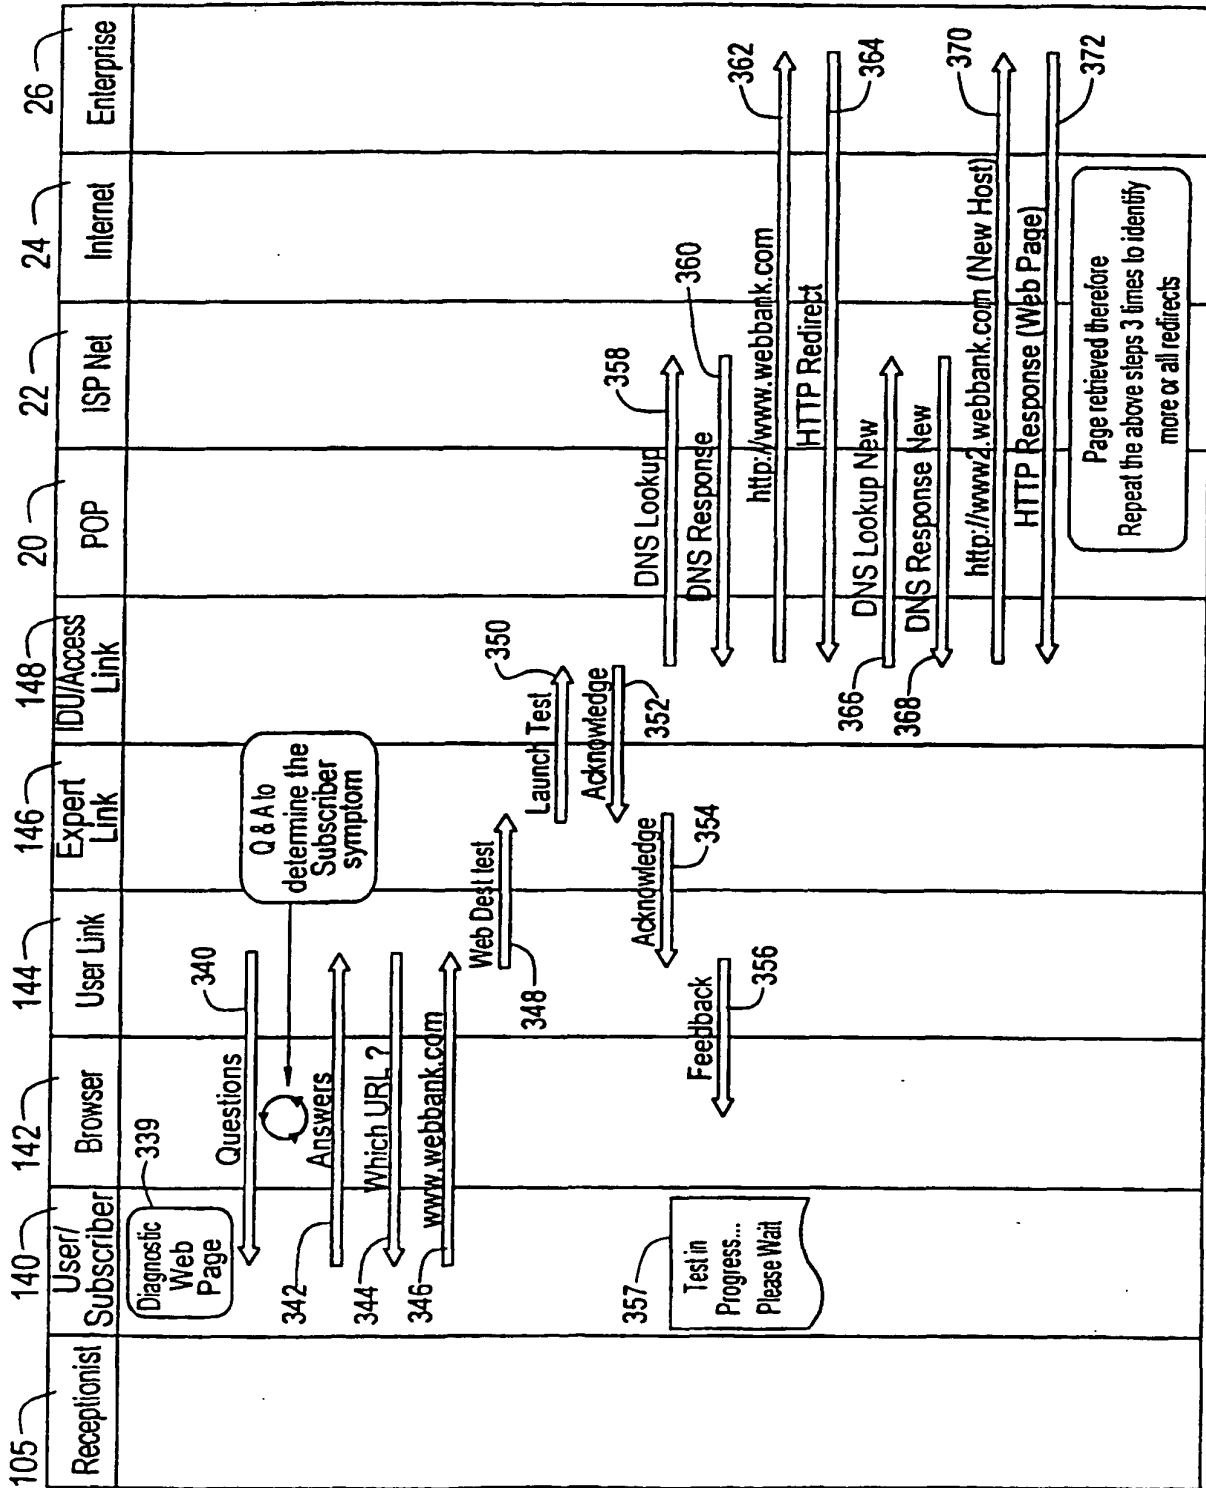 105
140
142
144
146
148
20
22
24
26
Receptionist
User/
Subscriber
Browser
User Link
Expert
Link
IDU/Access
Link
POP
ISP Net
Internet
Enterprise
Diagnostic
Web
Page
339
Questions
340
Q & A to
determine the
Subscriber
symptom
342
Answers
344
Which URL ?
346
www.webbank.com
Web Dest test
348
Launch Test
350
Acknowledge
352
Acknowledge
354
Feedback
356
357
Test in
Progress...
Please Wait
DNS Lookup
358
DNS Response
360
http://www.webbank.com
362
HTTP Redirect
364
DNS Lookup New
366
DNS Response New
368
http://www2.webbank.com (New Host)
370
HTTP Response (Web Page)
372
Page retrieved therefore
Repeat the above steps 3 times to identify
more or all redirects